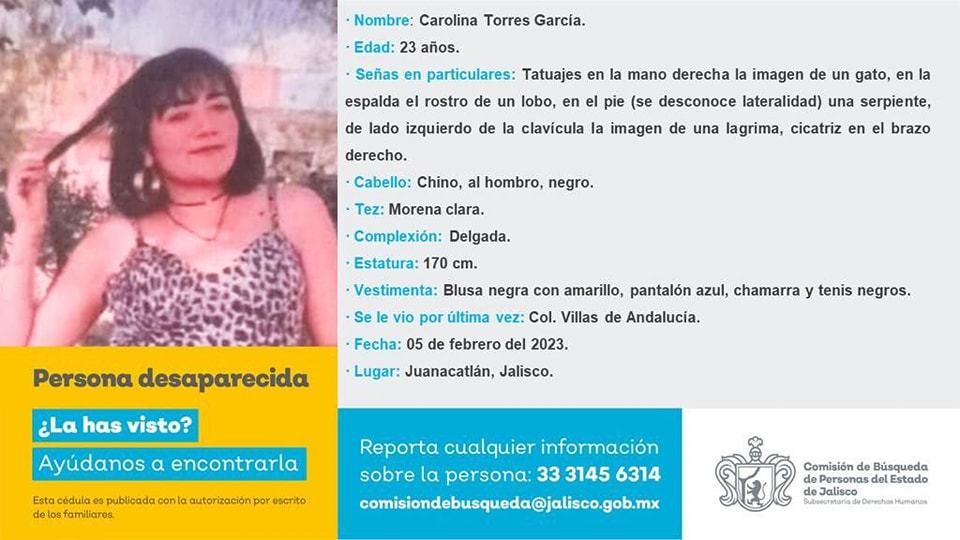 · Nombre: Carolina Torres García.
· Edad: 23 años.
· Señas en particulares: Tatuajes en la mano derecha la imagen de un gato, en la
espalda el rostro de un lobo, en el pie (se desconoce lateralidad) una serpiente,
de lado izquierdo de la clavícula la imagen de una lagrima, cicatriz en el brazo
derecho.
· Cabello: Chino, al hombro, negro.
· Tez: Morena clara.
· Complexión: Delgada.
· Estatura: 170 cm.
· Vestimenta: Blusa negra con amarillo, pantalón azul, chamarra y tenis negros.
· Se le vio por última vez: Col. Villas de Andalucía.
· Fecha: 05 de febrero del 2023.
· Lugar: Juanacatlán, Jalisco.
Persona desaparecida
¿La has visto?
Ayúdanos a encontrarla
Esta cédula es publicada con la autorización por escrito
de los familiares.
Reporta cualquier información
sobre la persona: 33 3145 6314
comisiondebusqueda@jalisco.gob.mx
Comisión de Búsqueda
de Personas del Estado
de Jalisco
Subsecretaría de Derechos Humanos